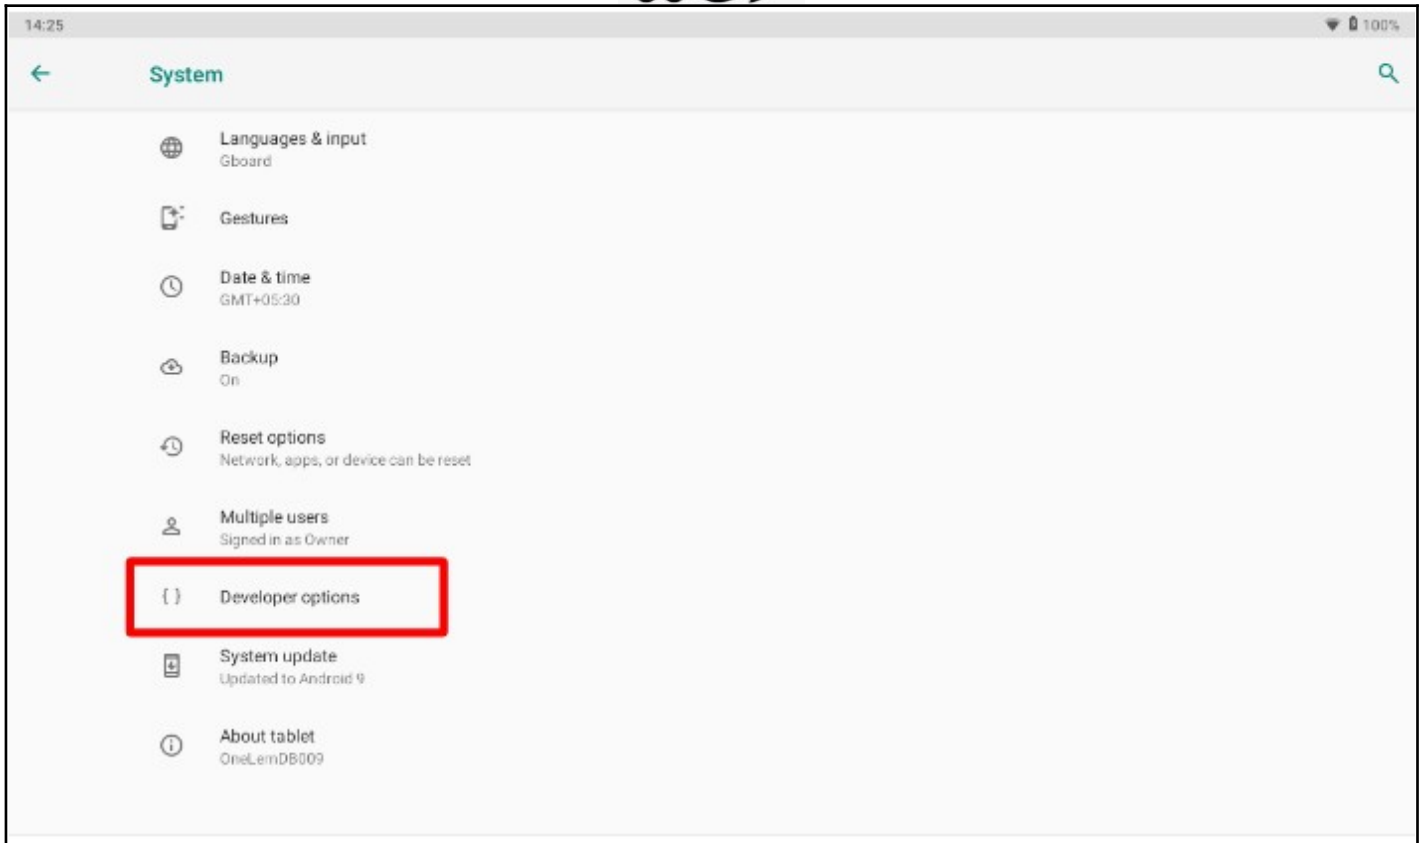 14:25
100%
System
Languages & input
Gboard
Gestures
Date & time
GMT+05:30
Backup
On
Reset options
Network, apps, or device can be reset
Multiple users
Signed in as Owner
{ } Developer options
System update
Updated to Android 9
About tablet
OneLernDB009